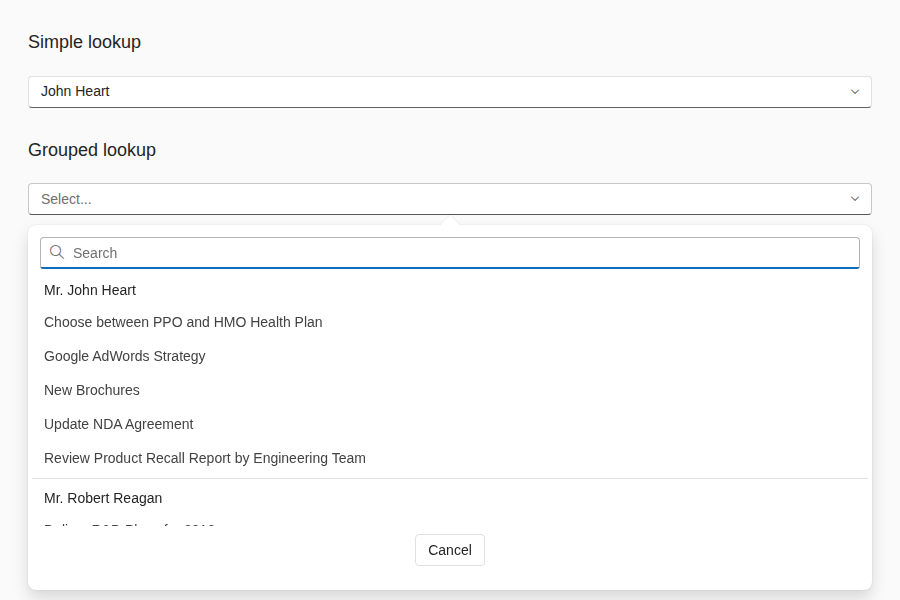 Simple lookup
John Heart
Grouped lookup
Select...
Search
Mr. John Heart
Choose between PPO and HMO Health Plan
Google AdWords Strategy
New Brochures
Update NDA Agreement
Review Product Recall Report by Engineering Team
Mr. Robert Reagan
Cancel